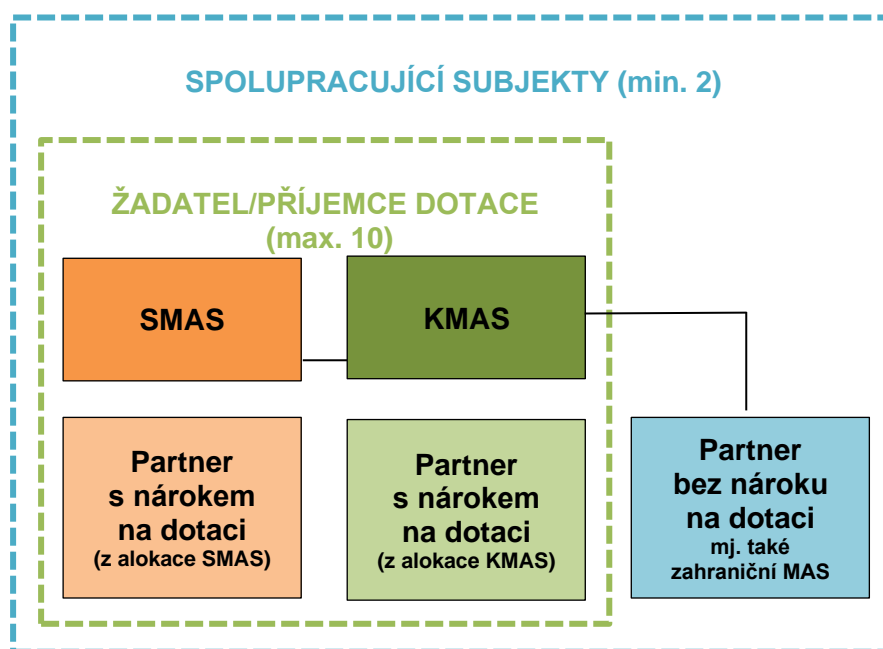 SPOLUPRACUJÍCÍ SUBJEKTY (min. 2)
ŽADATEL/PŘÍJEMCE DOTACE
(max. 10)
SMAS
KMAS
Partner
s nárokem
na dotaci
(z alokace SMAS)
Partner
s nárokem
na dotaci
(z alokace KMAS)
Partner
bez nároku
na dotaci
mj. také
zahraniční MAS